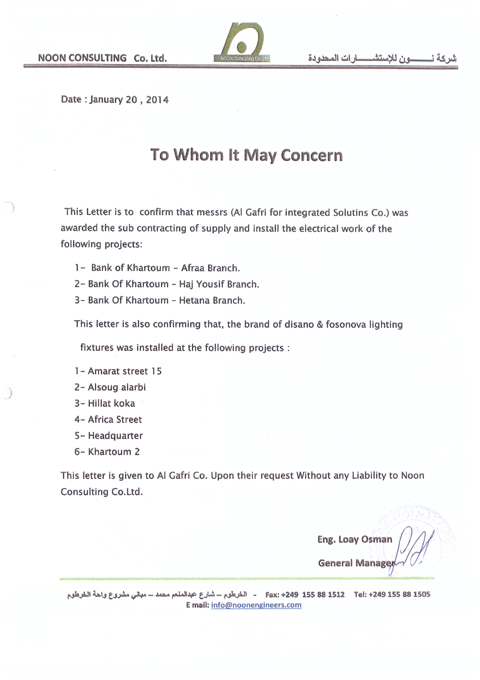 NOON CONSULTING Co. Ltd.
NOON Consulting Co. Ltd
شركة نـــــون للإستشـــــارات المحدودة
Date : January 20 , 2014
To Whom It May Concern
This Letter is to confirm that messrs (Al Gafri for integrated Solutins Co.) was
awarded the sub contracting of supply and install the electrical work of the
following projects:
1- Bank of Khartoum – Afraa Branch.
2- Bank Of Khartoum – Haj Yousif Branch.
3- Bank Of Khartoum – Hetana Branch.
This letter is also confirming that, the brand of disano & fosonova lighting
fixtures was installed at the following projects :
1- Amarat street 15
2- Alsoug alarbi
3- Hillat koka
4- Africa Street
5- Headquarter
6- Khartoum 2
This letter is given to Al Gafri Co. Upon their request Without any Liability to Noon
Consulting Co.Ltd.
Eng. Loay Osman
General Manager
الخرطوم – شارع عبدالمنعم محمد – مباني مشروع واحة الخرطوم - Fax: +249 155 88 1512 Tel: +249 155 88 1505
E mail: info@noonengineers.com